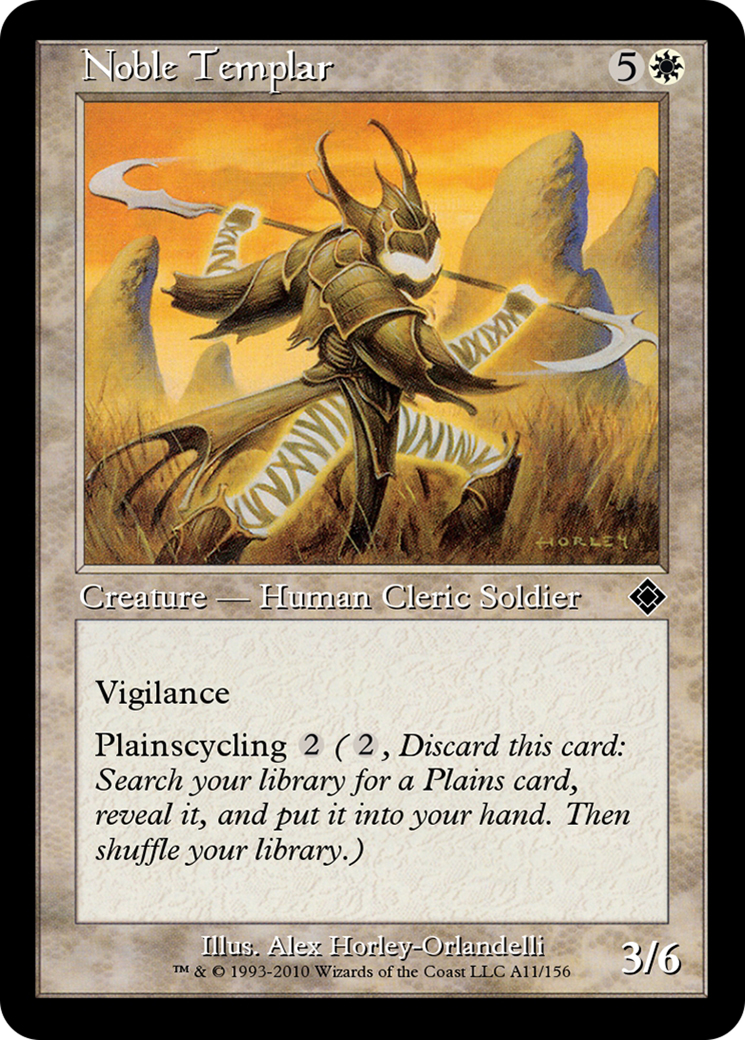 Noble Templar 5
HORLEY
Creature — Human Cleric Soldier
Vigilance
Plainscycling 2 ( 2 , Discard this card:
Search your library for a Plains card,
reveal it, and put it into your hand. Then
shuffle your library.)
Illus. Alex Horley-Orlandelli
™ & © 1993-2010 Wizards of the Coast LLC A11/156
3/6